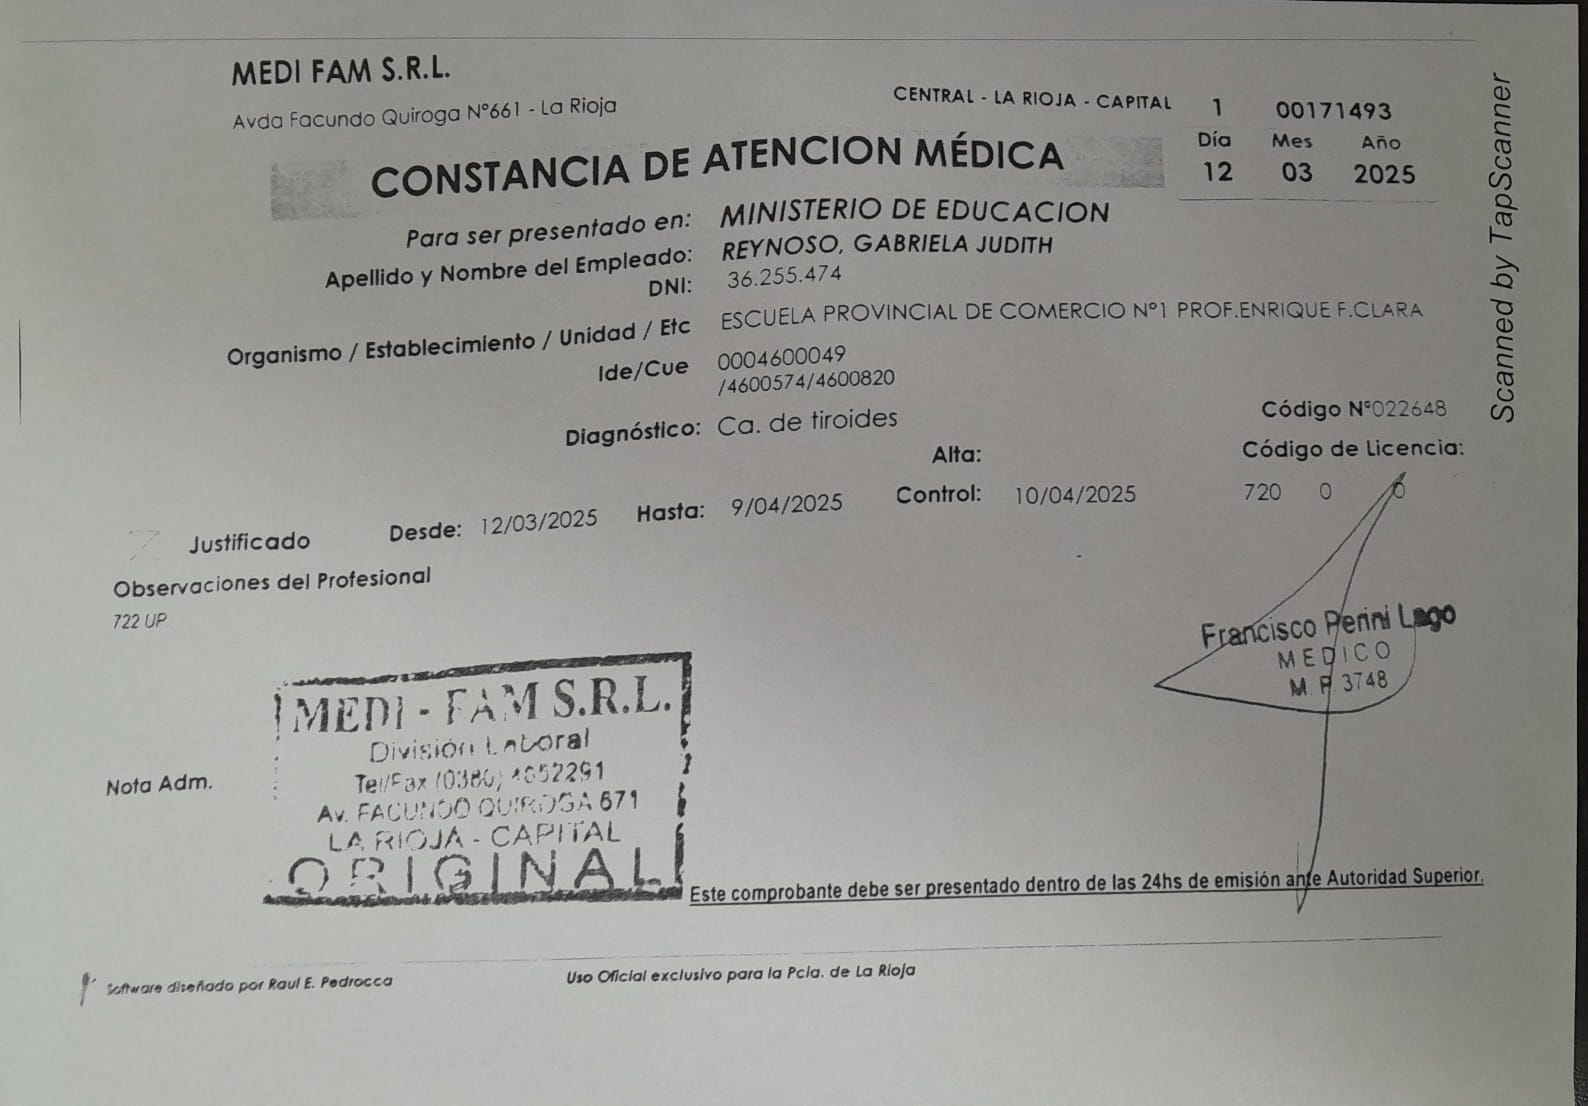 MEDI FAM S.R.L.
Avda Facundo Quiroga Nº661 - La Rioja
CENTRAL - LA RIOJA - CAPITAL 1 00171493
Día Mes Año
12 03 2025
CONSTANCIA DE ATENCION MÉDICA
Para ser presentado en: MINISTERIO DE EDUCACION
Apellido y Nombre del Empleado: REYNOSO, GABRIELA JUDITH
DNI: 36.255.474
Organismo / Establecimiento / Unidad / Etc ESCUELA PROVINCIAL DE COMERCIO Nº1 PROF.ENRIQUE F.CLARA
Ide/Cue 0004600049
/4600574/4600820
Diagnóstico: Ca. de tiroides
Código Nº022648
Alta:
Código de Licencia:
Justificado Desde: 12/03/2025 Hasta: 9/04/2025 Control: 10/04/2025 720 0 0
Observaciones del Profesional
722 UP
Francisco Perini Lago
MEDICO
M. P. 3748
MEDI - FAM S.R.L.
División Laboral
Tel/Fax (0380) 4652291
Av. FACUNDO QUIROGA 671
LA RIOJA - CAPITAL
ORIGINAL
Nota Adm.
Este comprobante debe ser presentado dentro de las 24hs de emisión ante Autoridad Superior.
Software diseñado por Raul E. Pedrocca
Uso Oficial exclusivo para la Pcia. de La Rioja
Scanned by TapScanner